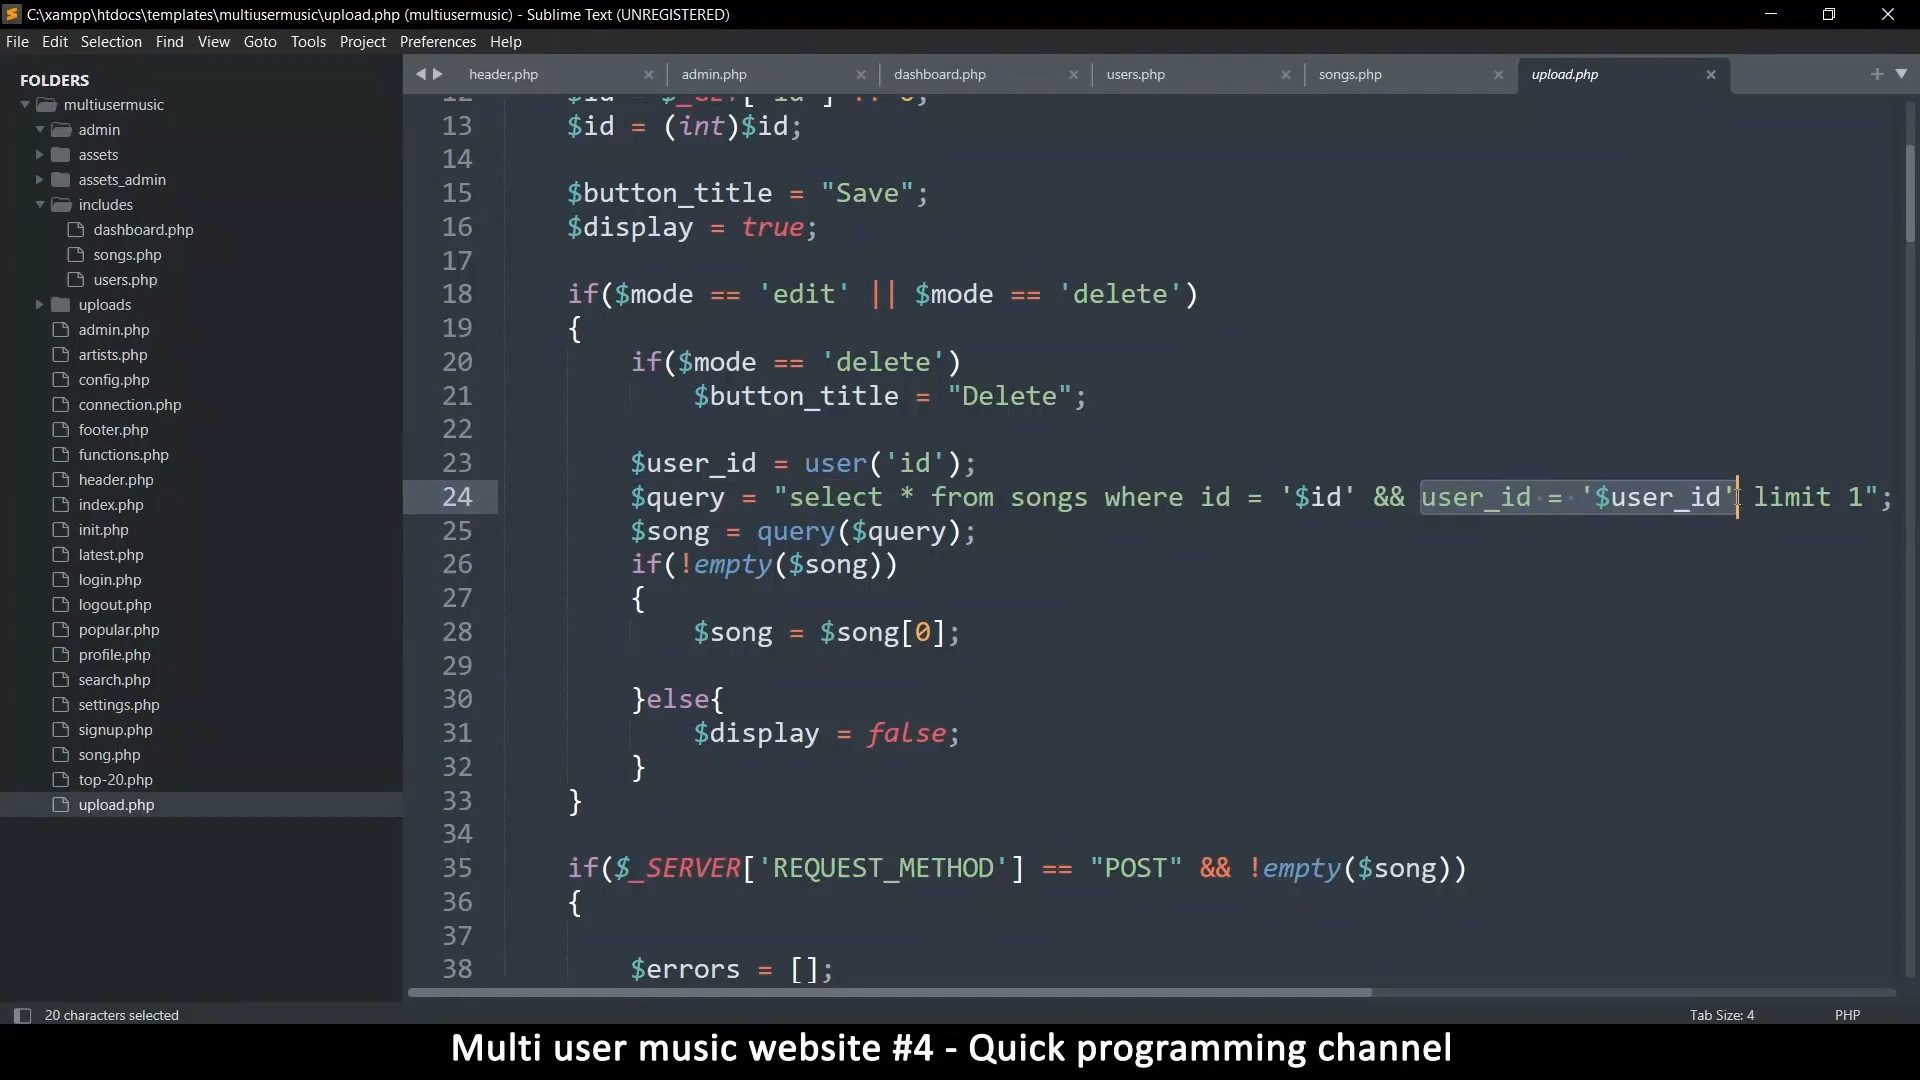 C:\xampp\htdocs\templates\multiusermusic\upload.php (multiusermusic) - Sublime Text (UNREGISTERED)
File Edit Selection Find View Goto Tools Project Preferences Help
FOLDERS
multiusermusic
admin
assets
assets_admin
includes
dashboard.php
songs.php
users.php
uploads
admin.php
artists.php
config.php
connection.php
footer.php
functions.php
header.php
index.php
init.php
latest.php
login.php
logout.php
popular.php
profile.php
search.php
settings.php
signup.php
song.php
top-20.php
upload.php
header.php admin.php dashboard.php users.php songs.php upload.php
12 $id = $_GET['id'] ?? 0;
13 $id = (int)$id;
14
15 $button_title = "Save";
16 $display = true;
17
18 if($mode == 'edit' || $mode == 'delete')
19 {
20 if($mode == 'delete')
21 $button_title = "Delete";
22
23 $user_id = user('id');
24 $query = "select * from songs where id = '$id' && user_id = '$user_id' limit 1";
25 $song = query($query);
26 if(!empty($song))
27 {
28 $song = $song[0];
29
30 }else{
31 $display = false;
32 }
33 }
34
35 if($_SERVER['REQUEST_METHOD'] == "POST" && !empty($song))
36 {
37
38 $errors = [];
20 characters selected
Tab Size: 4 PHP
Multi user music website #4 - Quick programming channel